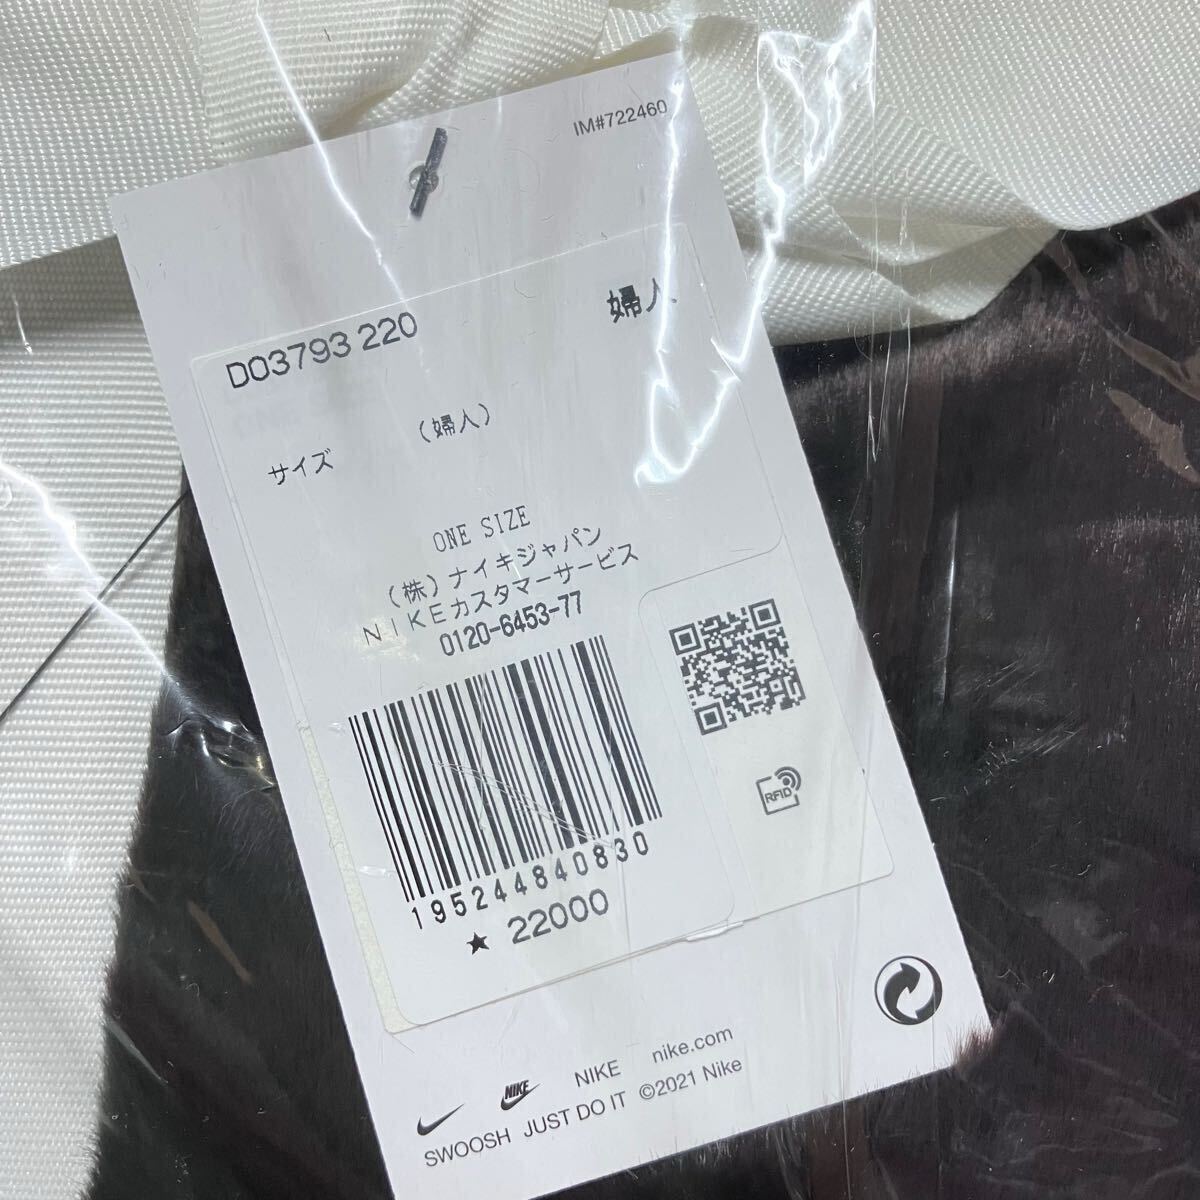 IM#722460
婦人
DO3793 220
(婦人)
サイズ
ONE SIZE
(株)ナイキジャパン
NIKEカスタマーサービス
0120-6453-77
195244840830
★ 22000
RFID
NIKE
NIKE nike.com
SWOOSH JUST DO IT ©2021 Nike